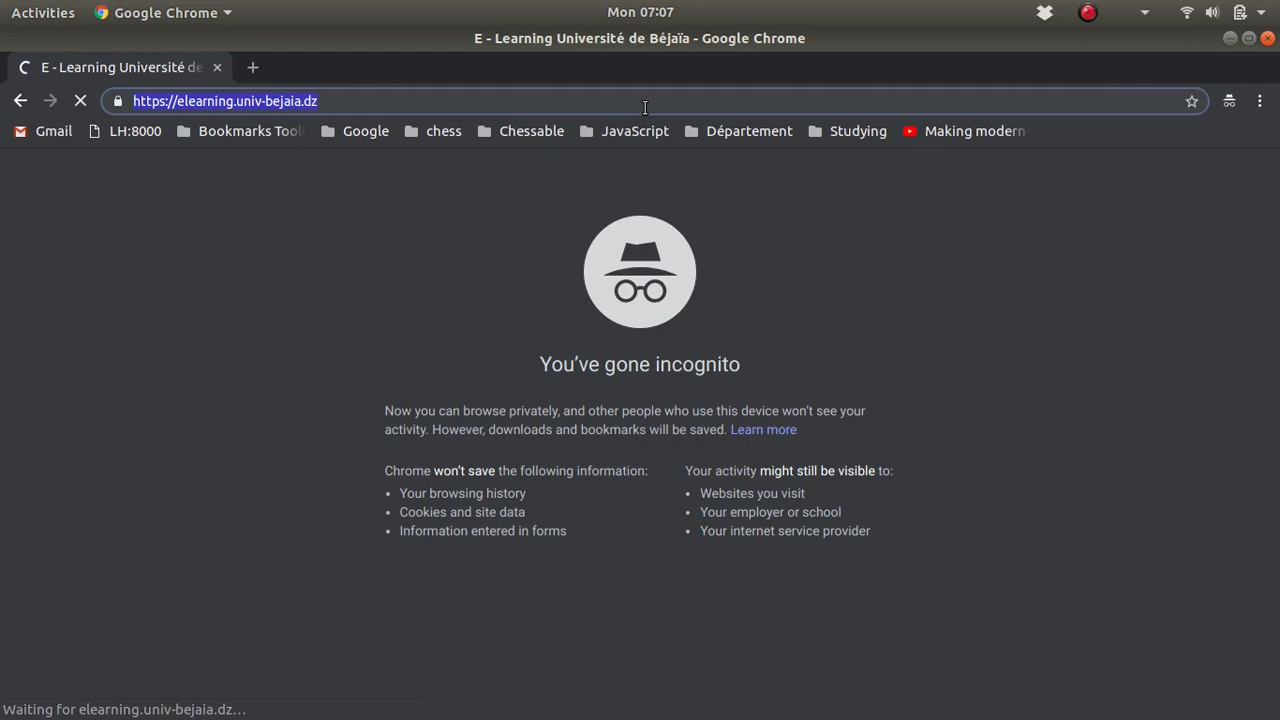 Activities Google Chrome Mon 07:07
E - Learning Université de Béjaïa - Google Chrome
E - Learning Université de
https://elearning.univ-bejaia.dz
Gmail LH:8000 Bookmarks Tool Google chess Chessable JavaScript Département Studying Making modern
You’ve gone incognito
Now you can browse privately, and other people who use this device won’t see your
activity. However, downloads and bookmarks will be saved. Learn more
Chrome won’t save the following information:
• Your browsing history
• Cookies and site data
• Information entered in forms
Your activity might still be visible to:
• Websites you visit
• Your employer or school
• Your internet service provider
Waiting for elearning.univ-bejaia.dz…